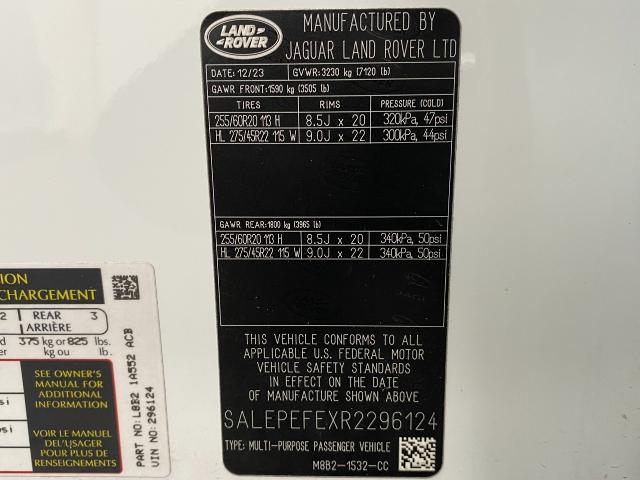 LAND
ROVER
MANUFACTURED BY
JAGUAR LAND ROVER LTD
DATE: 12/23 GVWR: 3230 kg (7120 lb)
GAWR FRONT: 1590 kg (3505 lb)
TIRES RIMS PRESSURE (COLD)
255/60R20 113 H 8.5J x 20 320kPa, 47psi
HL 275/45R22 115 W 9.0J x 22 300kPa, 44psi
GAWR REAR: 1800 kg (3965 lb)
255/60R20 113 H 8.5J x 20 340kPa, 50psi
HL 275/45R22 115 W 9.0J x 22 340kPa, 50psi
THIS VEHICLE CONFORMS TO ALL
APPLICABLE U.S. FEDERAL MOTOR
VEHICLE SAFETY STANDARDS
IN EFFECT ON THE DATE
OF MANUFACTURE SHOWN ABOVE
SALEPEFEXR2296124
TYPE: MULTI-PURPOSE PASSENGER VEHICLE
M8B2-1532-CC
CHARGEMENT
2 REAR 3
ARRIÈRE
375 kg or 825 lbs.
kg ou lb.
SEE OWNER'S
MANUAL FOR
ADDITIONAL
INFORMATION
VOIR LE MANUEL
DE L'USAGER
POUR PLUS DE
RENSEIGNEMENTS
L8B2 1A552 ACB
VIN NO: 296124